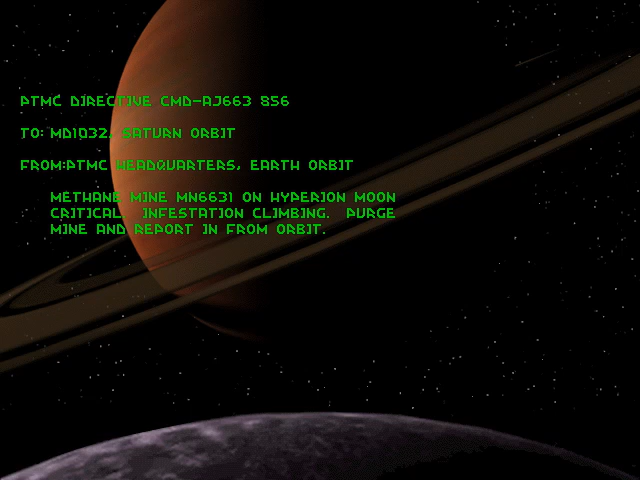 PTMC DIRECTIVE CMD-AJ663 856
TO: MD1032, SATURN ORBIT
FROM:PTMC HEADQUARTERS, EARTH ORBIT
METHANE MINE MN6631 ON HYPERION MOON
CRITICAL. INFESTATION CLIMBING. PURGE
MINE AND REPORT IN FROM ORBIT.